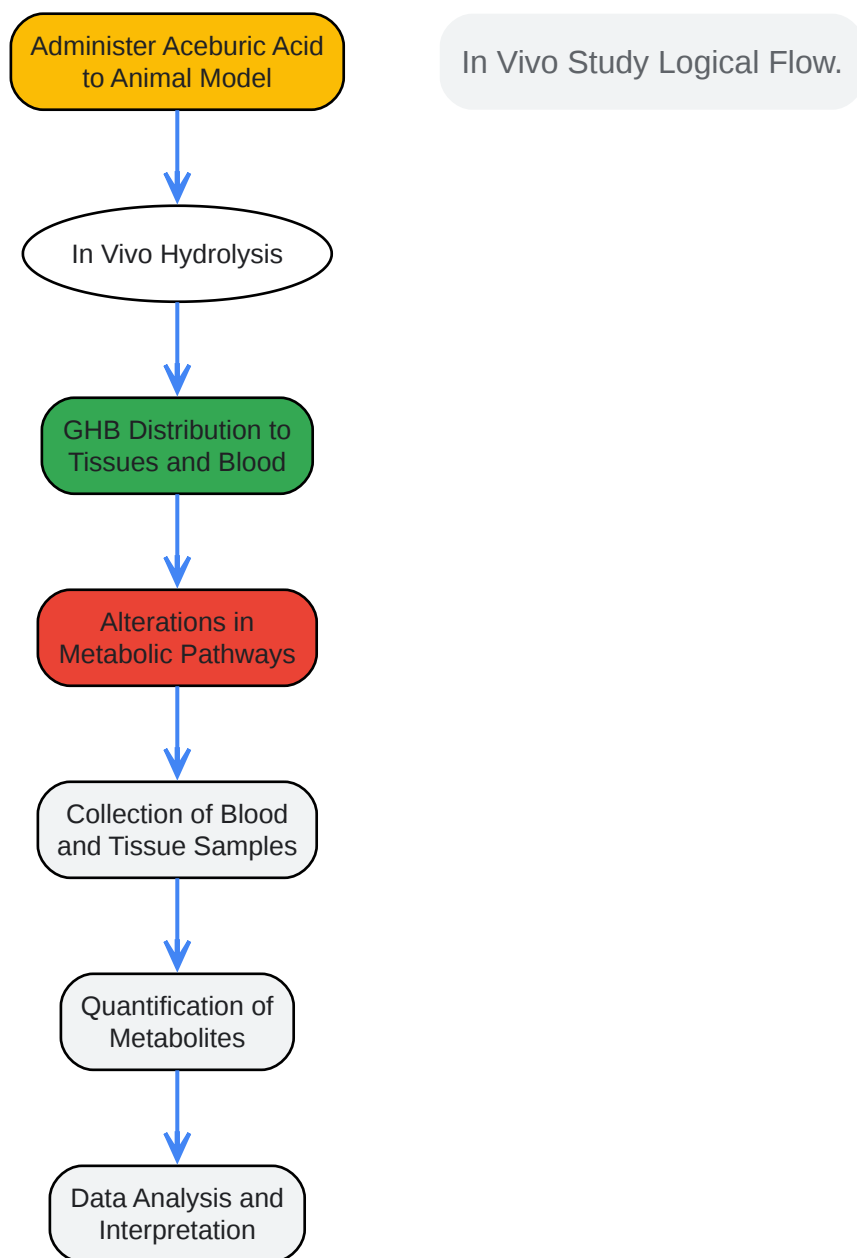 Administer Aceburic Acid
to Animal Model
In Vivo Study Logical Flow.
In Vivo Hydrolysis
GHB Distribution to
Tissues and Blood
Alterations in
Metabolic Pathways
Collection of Blood
and Tissue Samples
Quantification of
Metabolites
Data Analysis and
Interpretation